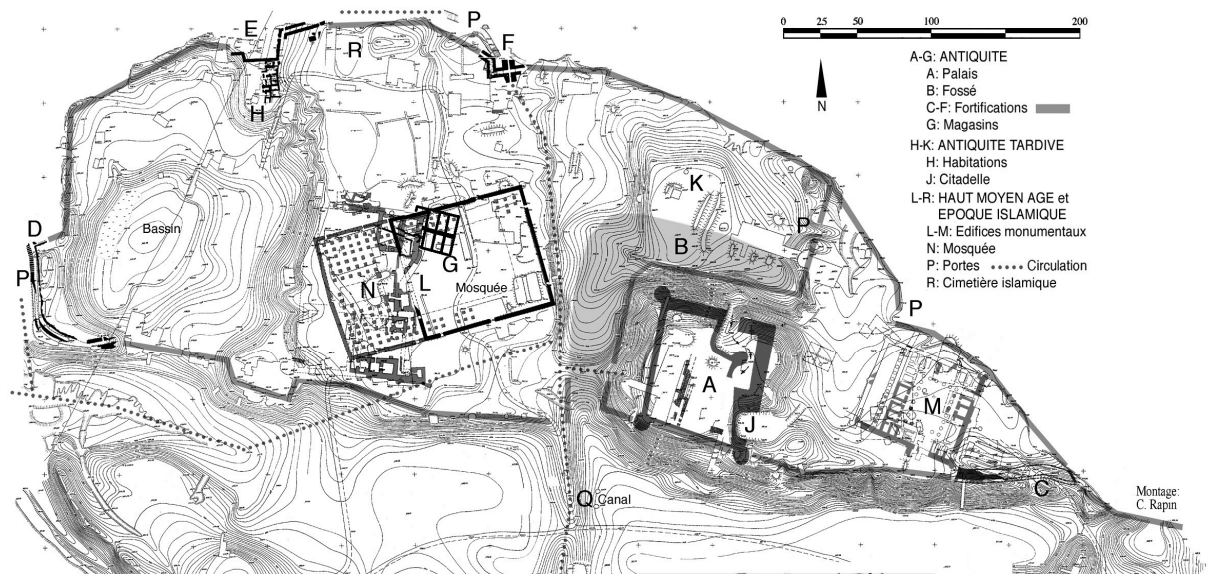 0 25 50 100 200
N
A-G: ANTIQUITE
A: Palais
B: Fossé
C-F: Fortifications
G: Magasins
H-K: ANTIQUITE TARDIVE
H: Habitations
J: Citadelle
L-R: HAUT MOYEN AGE et
EPOQUE ISLAMIQUE
L-M: Edifices monumentaux
N: Mosquée
P: Portes Circulation
R: Cimetière islamique
E
P
R
F
H
K
D
Bassin
P
B
P
G
N
L
Mosquée
P
A
M
J
Q Canal
C
Montage:
C. Rapin